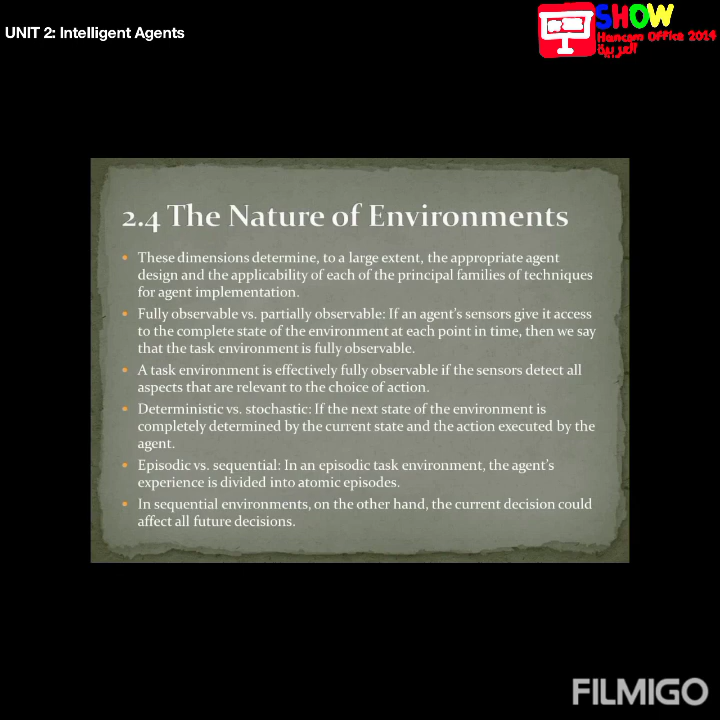 UNIT 2: Intelligent Agents
SHOW
Hancom Office 2014
العربية
2.4 The Nature of Environments
• These dimensions determine, to a large extent, the appropriate agent
design and the applicability of each of the principal families of techniques
for agent implementation.
• Fully observable vs. partially observable: If an agent's sensors give it access
to the complete state of the environment at each point in time, then we say
that the task environment is fully observable.
• A task environment is effectively fully observable if the sensors detect all
aspects that are relevant to the choice of action.
• Deterministic vs. stochastic: If the next state of the environment is
completely determined by the current state and the action executed by the
agent.
• Episodic vs. sequential: In an episodic task environment, the agent's
experience is divided into atomic episodes.
• In sequential environments, on the other hand, the current decision could
affect all future decisions.
FILMIGO